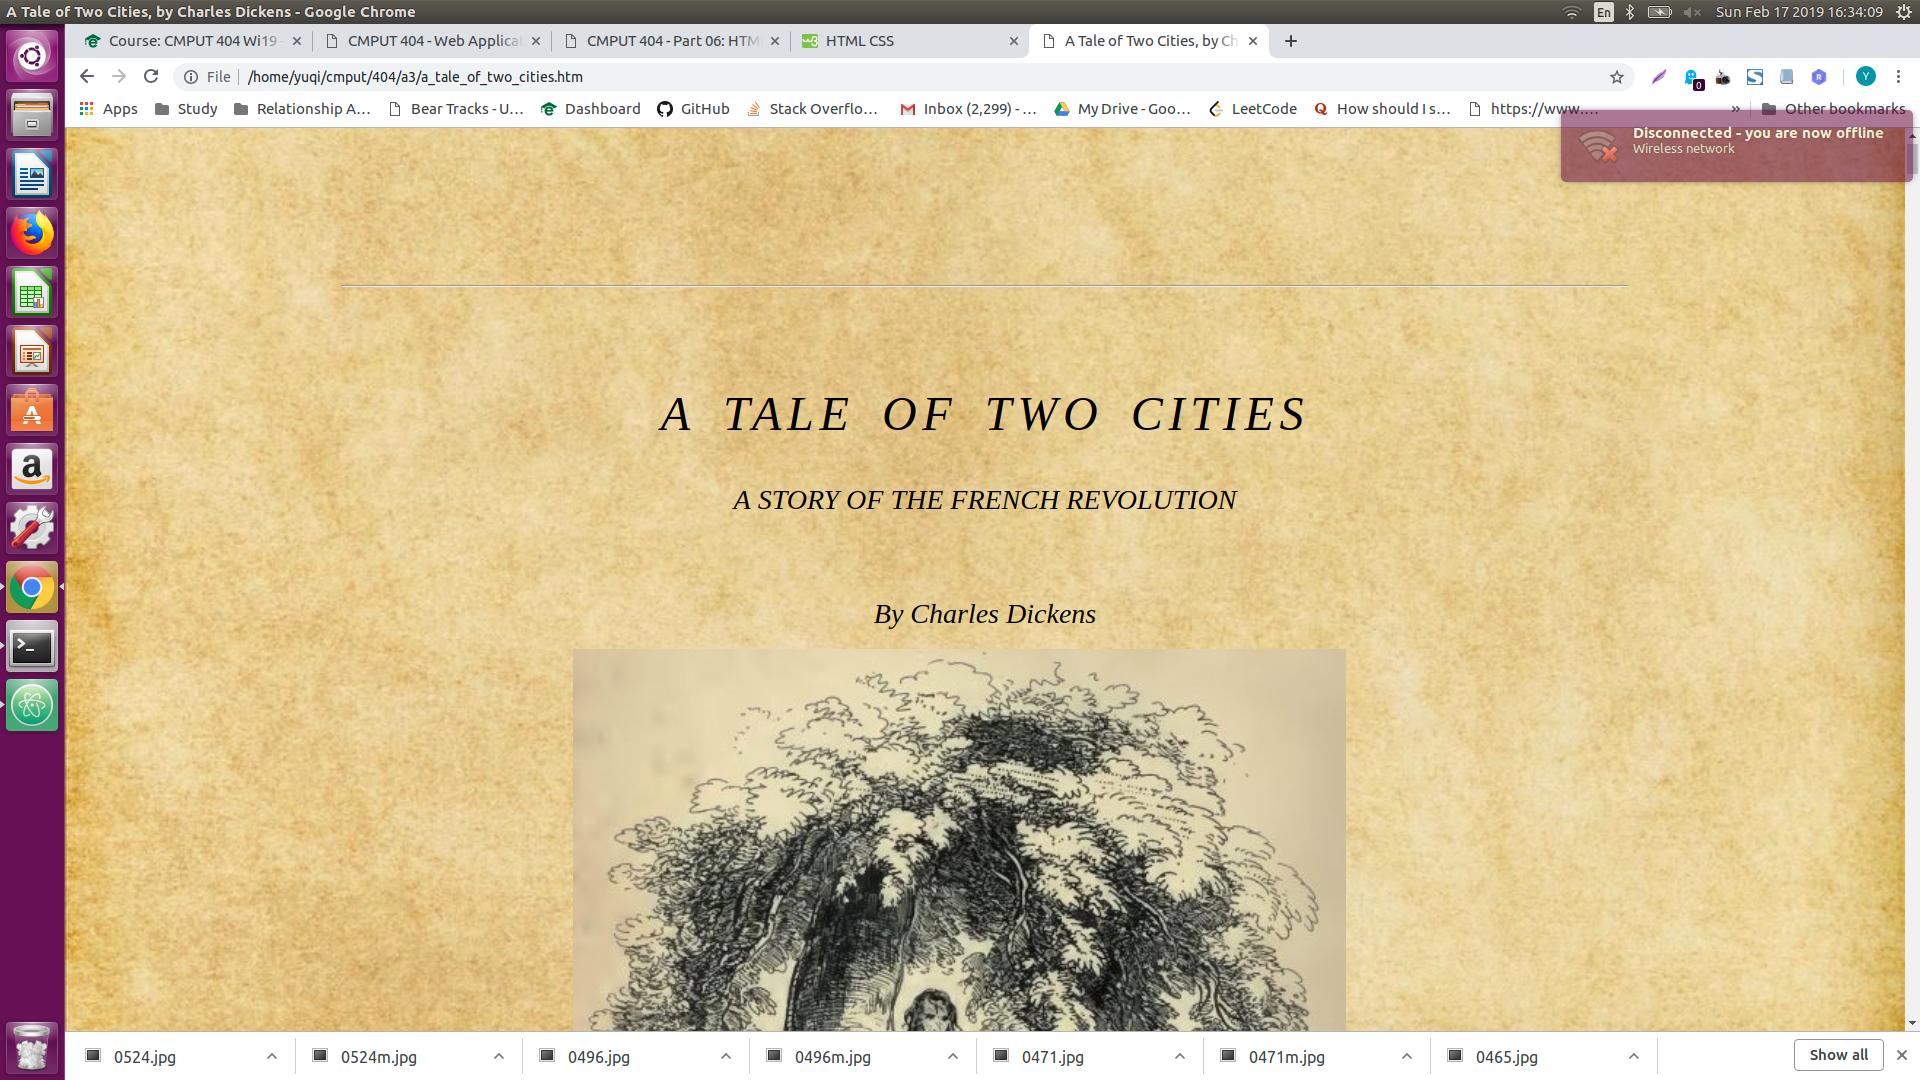 A Tale of Two Cities, by Charles Dickens - Google Chrome
En
Sun Feb 17 2019 16:34:09
Course: CMPUT 404 Wi19 -
CMPUT 404 - Web Applicat
CMPUT 404 - Part 06: HTM
w3
HTML CSS
A Tale of Two Cities, by Ch
File
/home/yuqi/cmput/404/a3/a_tale_of_two_cities.htm
0
Y
Apps
Study
Relationship A...
Bear Tracks - U...
Dashboard
GitHub
Stack Overflo...
Inbox (2,299) - ...
My Drive - Goo...
LeetCode
How should I s...
https://www....
»
Other bookmarks
Disconnected - you are now offline
Wireless network
A TALE OF TWO CITIES
A STORY OF THE FRENCH REVOLUTION
By Charles Dickens
0524.jpg
0524m.jpg
0496.jpg
0496m.jpg
0471.jpg
0471m.jpg
0465.jpg
Show all